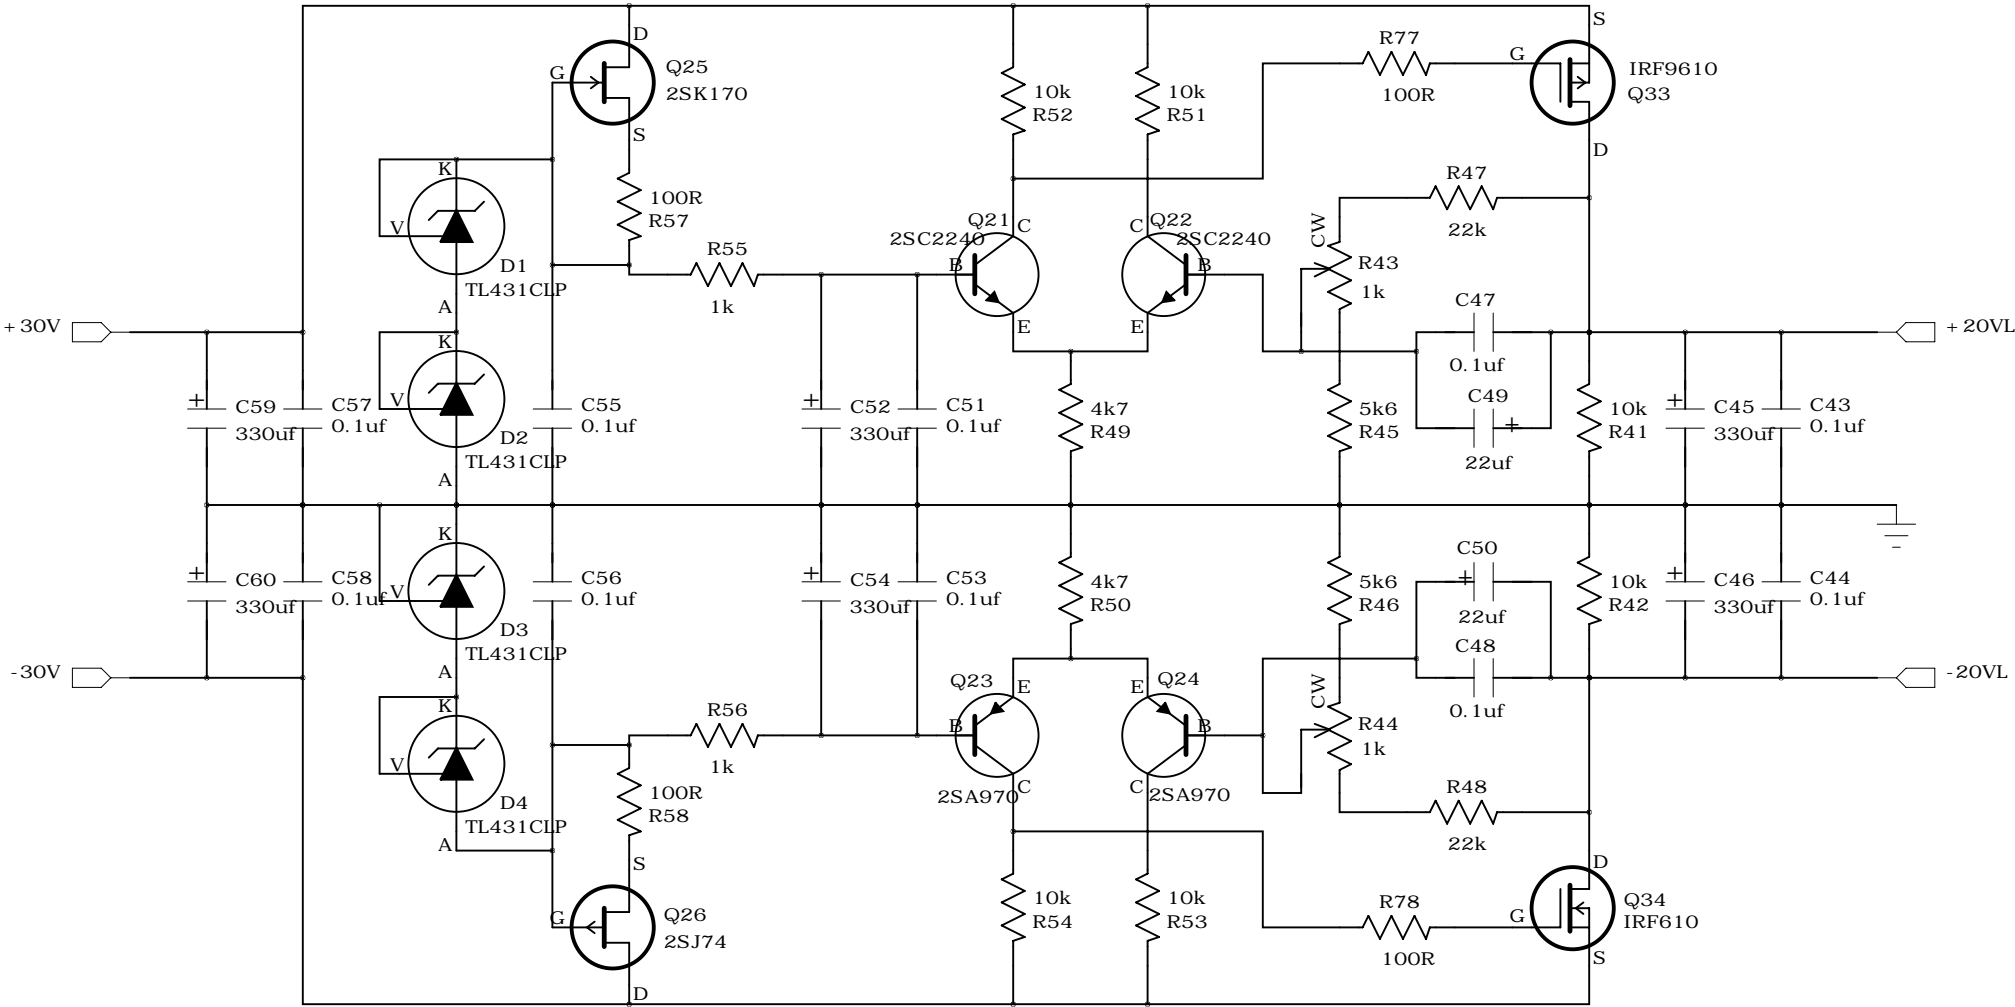 S
D
R77
G
G
Q25
2SK170
IRF9610
Q33
10k
R52
10k
R51
100R
S
D
K
R47
100R
R57
V
Q21
2SC2240
C
C
Q22
2SC2240
CW
22k
R55
B
B
R43
1k
D1
TL431CLP
1k
A
C47
+30V
K
E
E
+20VL
0.1uf
V
+
C59
330uf
C57
0.1uf
C55
0.1uf
+
C52
330uf
C51
0.1uf
4k7
R49
5k6
R45
C49
+
22uf
10k
R41
+
C45
330uf
C43
0.1uf
D2
TL431CLP
A
K
C50
+
C60
330uf
C58
0.1uf
V
C56
0.1uf
+
C54
330uf
C53
0.1uf
4k7
R50
5k6
R46
+
22uf
10k
R42
+
C46
330uf
C44
0.1uf
D3
TL431CLP
C48
-30V
A
Q23
E
E
Q24
CW
-20VL
K
R56
B
B
0.1uf
R44
1k
V
1k
2SA970
C
C
2SA970
100R
R58
R48
D4
TL431CLP
A
22k
S
D
10k
R54
10k
R53
R78
G
Q26
2SJ74
G
Q34
IRF610
100R
S
D